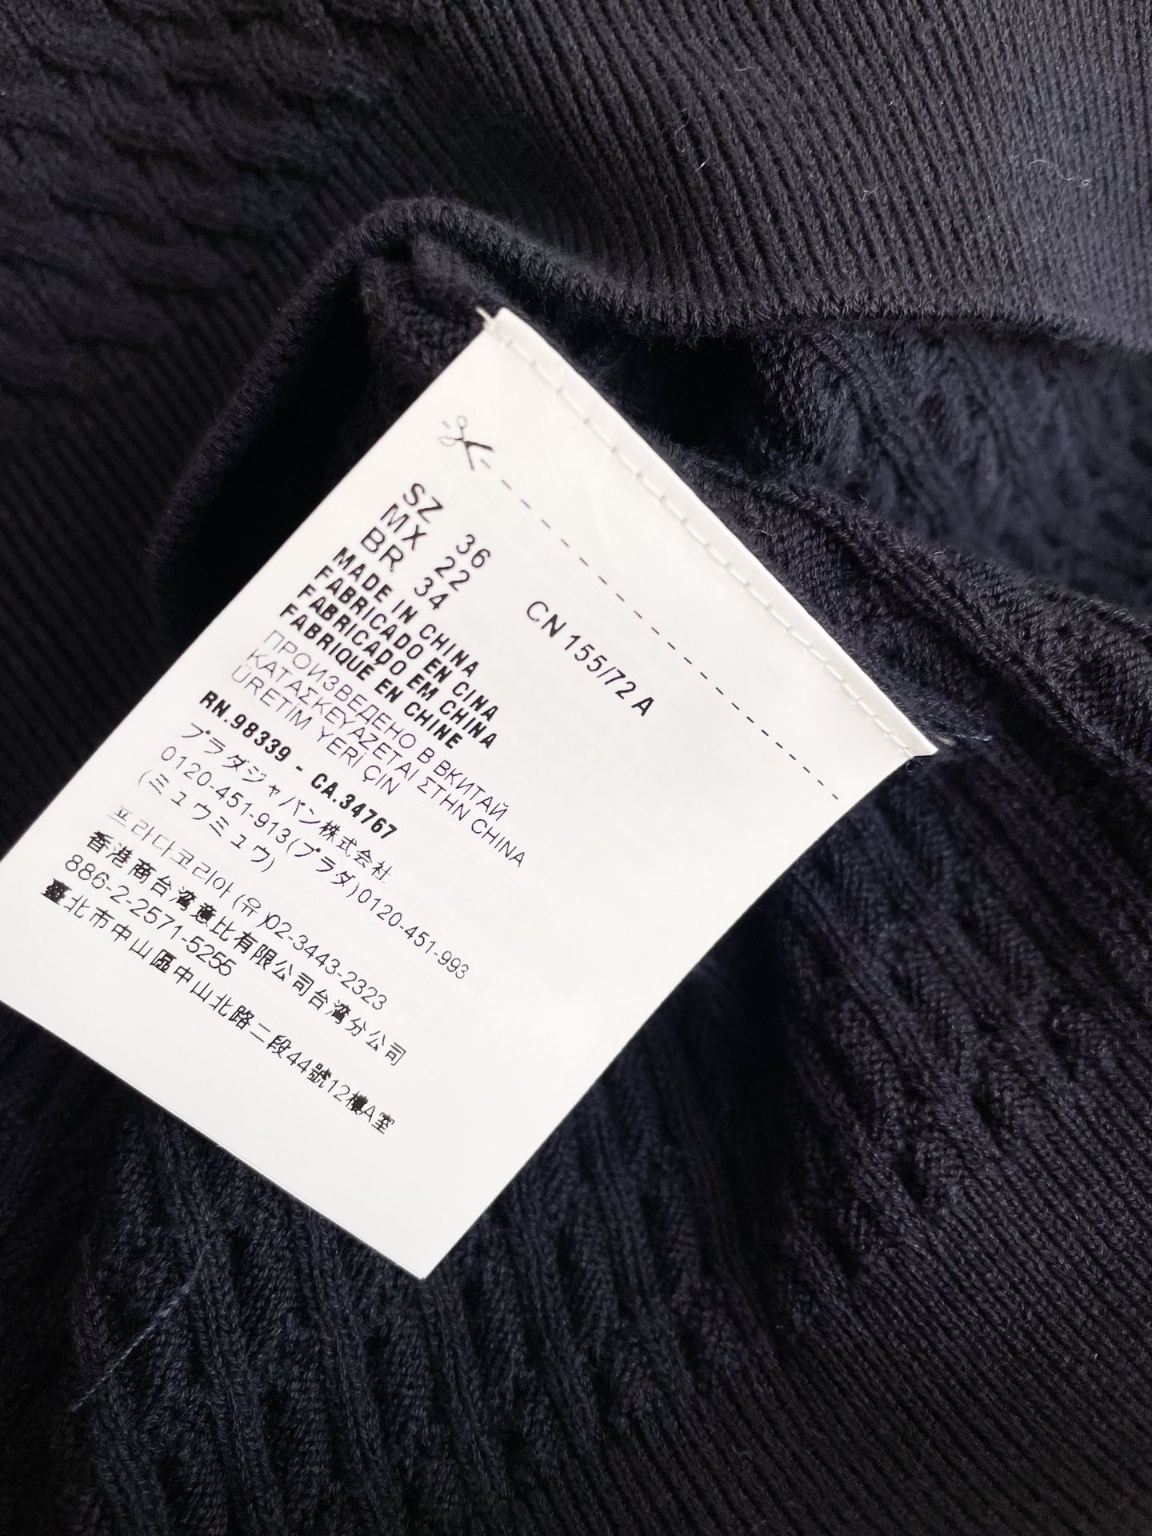 SZ 36 CN 155/72 A
MX 22
BR 34
MADE IN CHINA
FABRICADO EN CINA
FABRICADO EM CHINA
FABRIQUÉ EN CHINE
ПРОИЗВЕДЕНО В ВКИТАЙ
ΚΑΤΑΣΚΕΥΑΖΕΤΑΙ ΣΤΗΝ CHINA
URETIM YERİ ÇIN
RN.98339 - CA.34767
プラダジャパン株式会社
0120-451-913(プラダ)0120-451-993
(ミュウミュウ)
프라다코리아(유)02-3443-2323
香港商台灣薏比有限公司台灣分公司
886-2-2571-5255
臺北市中山區中山北路二段44號12樓A室